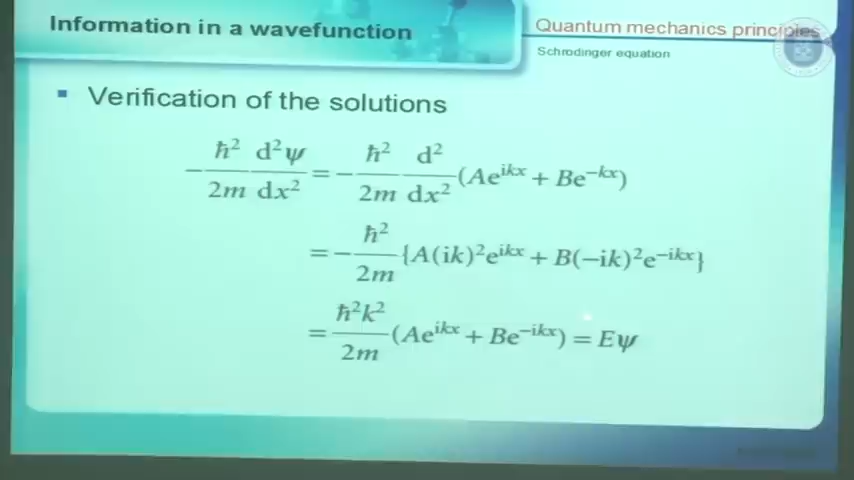 Information in a wavefunction
Quantum mechanics principles
Schrodinger equation
▪ Verification of the solutions
−ħ²/2m d²ψ/dx² = −ħ²/2m d²/dx² (Ae^{ikx} + Be^{−kx})
= −ħ²/2m {A(ik)²e^{ikx} + B(−ik)²e^{−ikx}}
= ħ²k²/2m (Ae^{ikx} + Be^{−ikx}) = Eψ